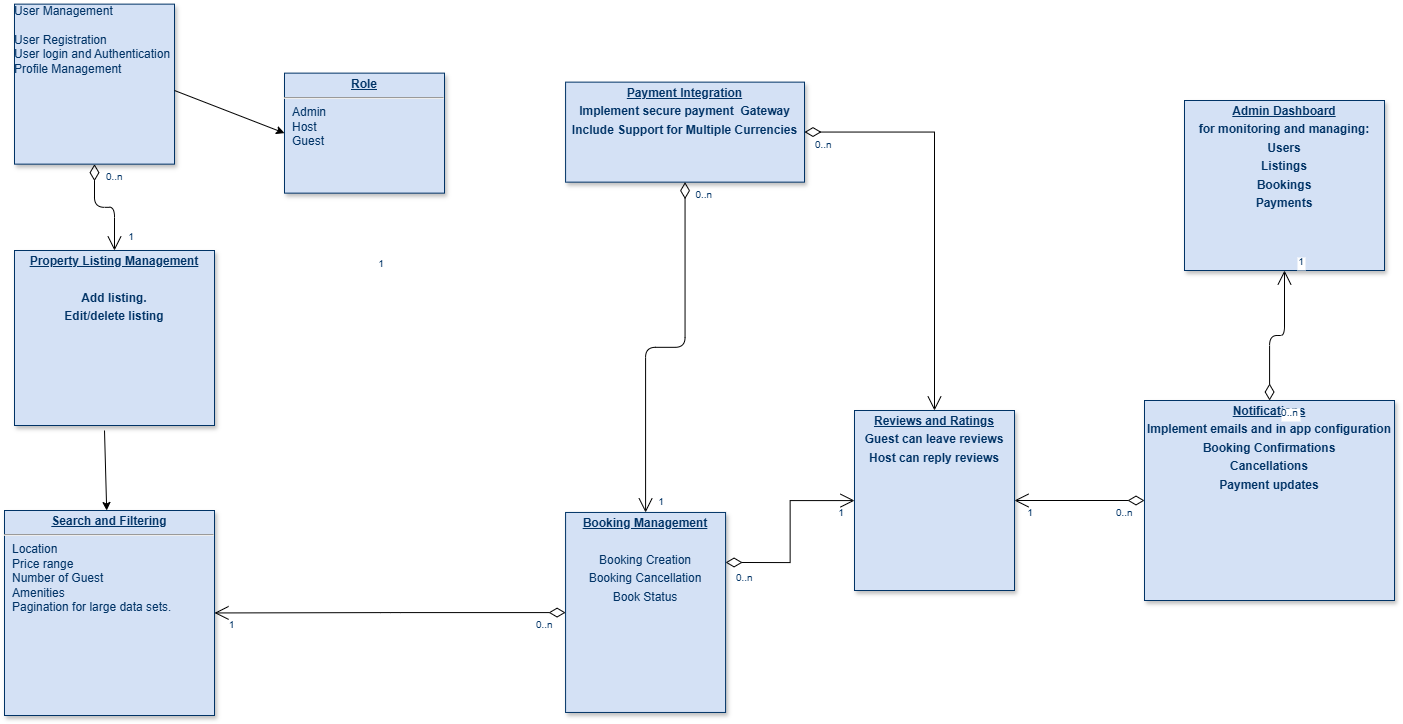 User Management
User Registration
User login and Authentication
Profile Management
0..n
1
Role
Admin
Host
Guest
1
Property Listing Management
Add listing.
Edit/delete listing
Search and Filtering
Location
Price range
Number of Guest
Amenities
Pagination for large data sets.
1
0..n
Payment Integration
Implement secure payment Gateway
Include Support for Multiple Currencies
0..n
0..n
1
Booking Management
Booking Creation
Booking Cancellation
Book Status
0..n
1
Reviews and Ratings
Guest can leave reviews
Host can reply reviews
1
0..n
Admin Dashboard
for monitoring and managing:
Users
Listings
Bookings
Payments
1
0..n
Implement emails and in app configuration
Booking Confirmations
Cancellations
Payment updates